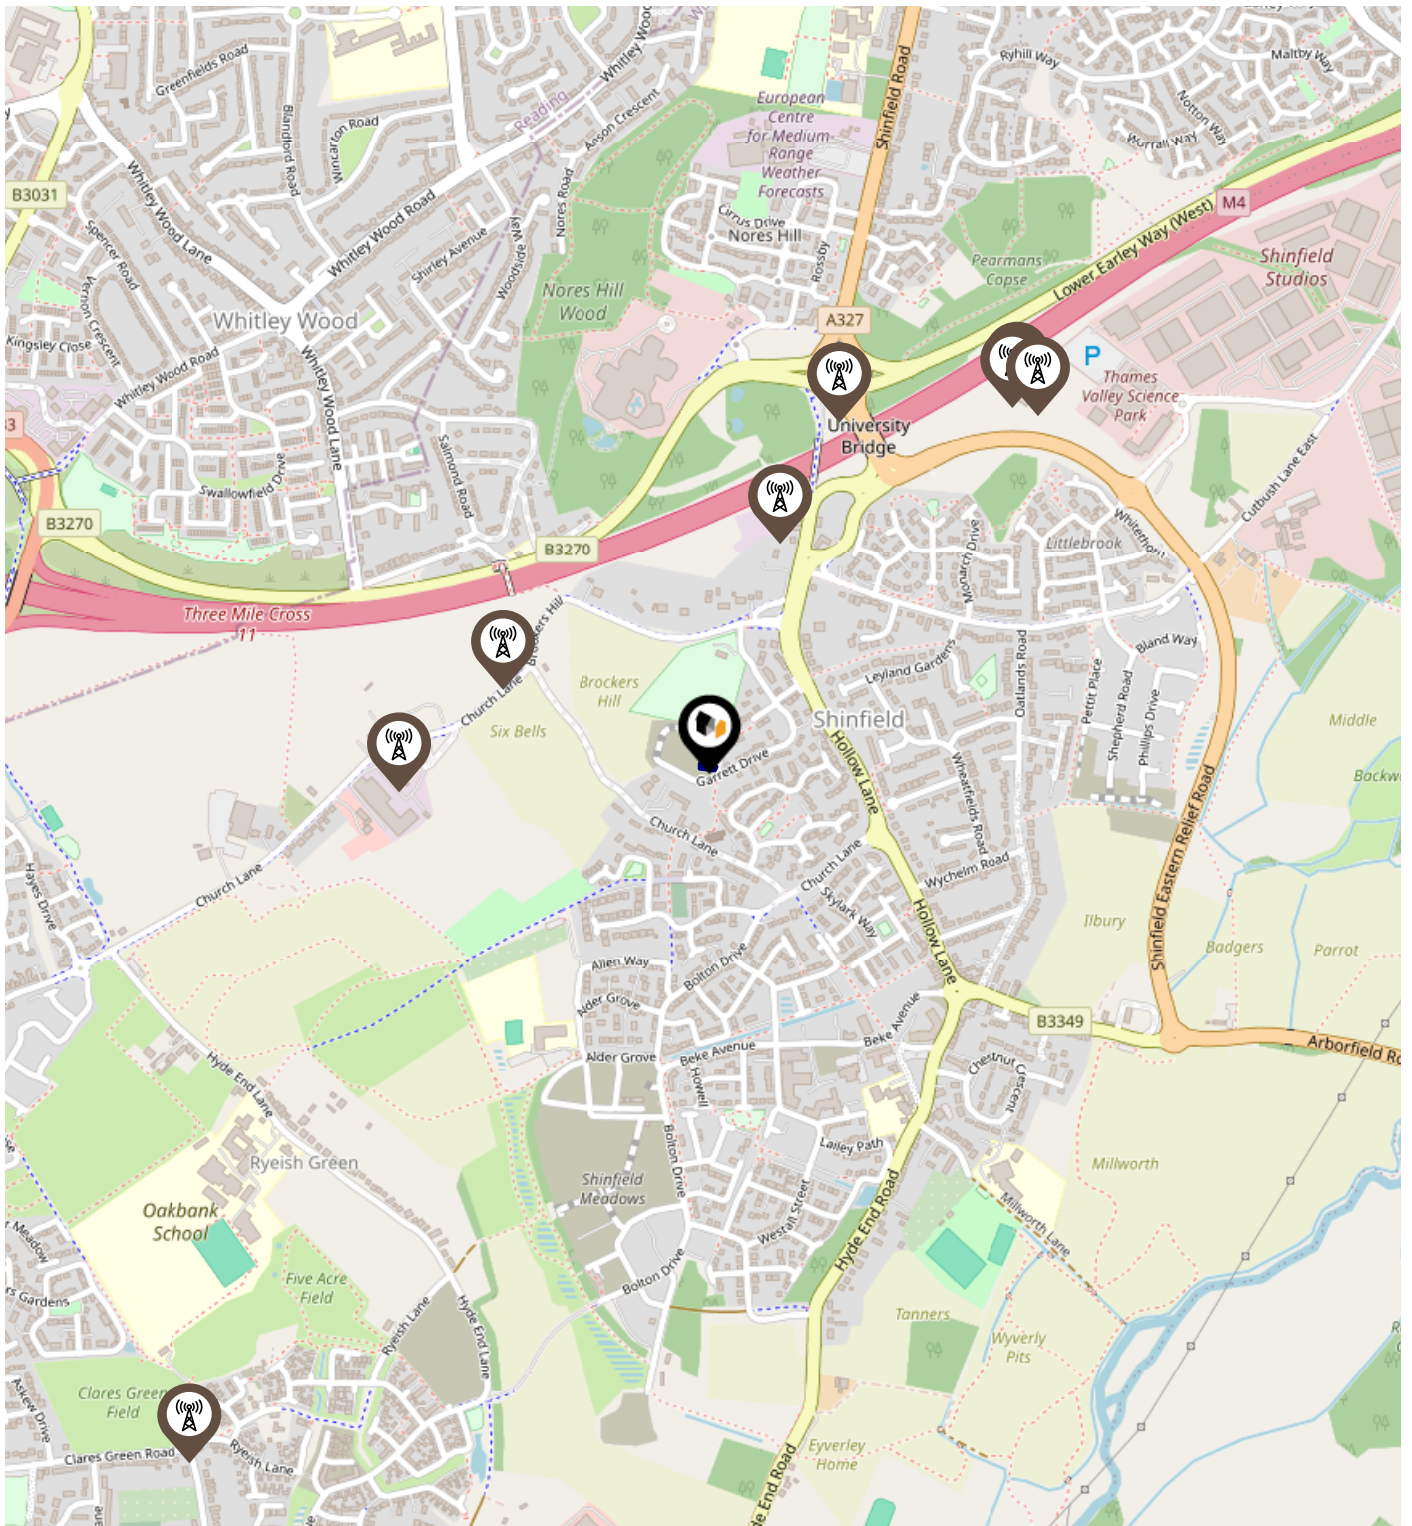 Greenfields Road
Whitley Wood
Reading
Anson Crescent
European
Centre
for Medium-
Range
Weather
Forecasts
Shinfield Road
Ryhill Way
Maltby Way
Notton Way
Worrall Way
Blandford Road
Wincanton Road
B3031
Whitley Wood Lane
Whitley Wood Road
Nores Road
Spencer Road
Vernon Crescent
Shirley Avenue
Woodside Way
Cirrus Drive
Nores Hill
Rossby
M4
Lower Earley Way (West)
Pearmans
Copse
Shinfield
Studios
Nores Hill
Wood
Whitley Wood
A327
Kingsley Close
Whitley Wood Road
Whitley Wood Lane
P
Thames
Valley Science
Park
University
Bridge
Salmond Road
Swallowfield Drive
Cutbush Lane East
B3270
B3270
Monarch Drive
Littlebrook
Three Mile Cross
11
Brockers Hill
Church Lane
Leyland Gardens
Oatlands Road
Bland Way
Pettit Place
Shepherd Road
Phillips Drive
Brockers
Hill
Six Bells
Shinfield
Middle
Garrett Drive
Hollow Lane
Wheatfields Road
Shinfield Eastern Relief Road
Church Lane
Church Lane
Wychelm Road
Hayes Drive
Church Lane
Skylark Way
Hollow Lane
Ilbury
Badgers
Parrot
Allen Way
Bolton Drive
Alder Grove
Beke Avenue
B3349
Alder Grove
Beke Avenue
Arborfield Ro
Hyde End Lane
Howell
Chestnut Crescent
Bolton Drive
Lailey Path
Ryeish Green
Millworth
Shinfield
Meadows
Oakbank
School
Westall Street
Hyde End Road
Millworth Lane
Five Acre
Field
Bolton Drive
Ryeish Lane
Hyde End Lane
Tanners
Wyverly
Pits
Clares Green
Field
Askew Drive
Clares Green Road
Ryeish Lane
Eyverley
Home
de End Road